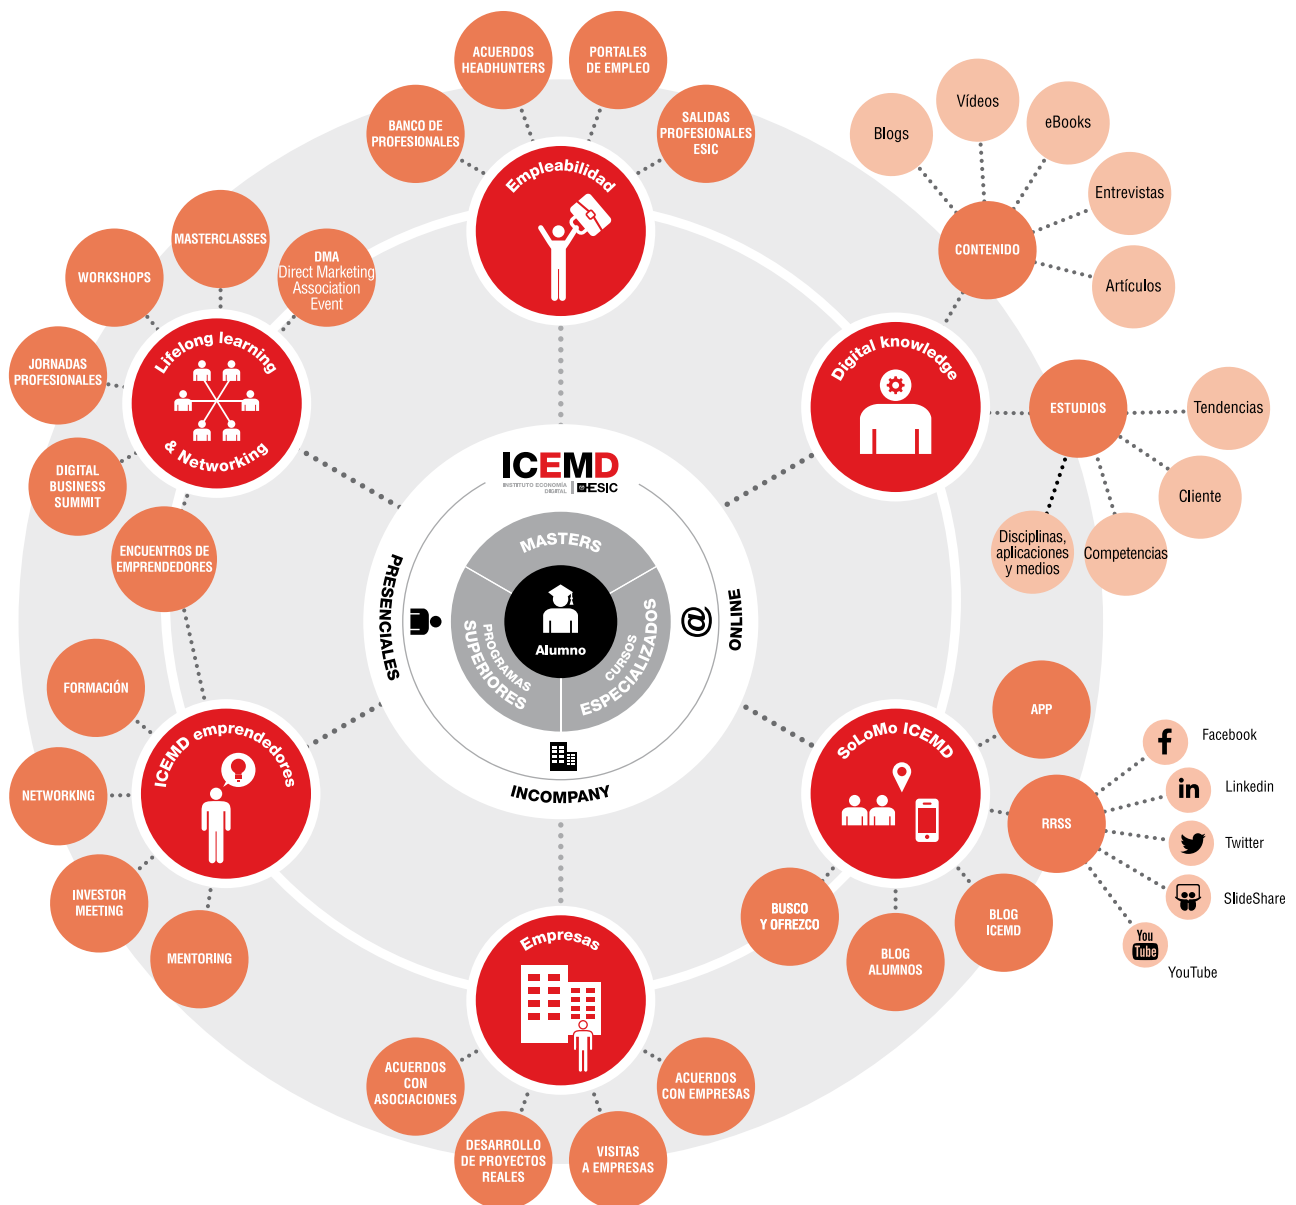 ACUERDOS
HEADHUNTERS
PORTALES
DE EMPLEO
BANCO DE
PROFESIONALES
SALIDAS
PROFESIONALES
ESIC
Empleabilidad
Blogs
Vídeos
eBooks
Entrevistas
Artículos
CONTENIDO
MASTERCLASSES
WORKSHOPS
DMA
Direct Marketing
Association
Event
JORNADAS
PROFESIONALES
DIGITAL
BUSINESS
SUMMIT
ENCUENTROS DE
EMPRENDEDORES
Lifelong learning
& Networking
Digital knowledge
ESTUDIOS
Tendencias
Cliente
Competencias
Disciplinas,
aplicaciones
y medios
ICEMD
INSTITUTO ECONOMÍA
DIGITAL
ESIC
PRESENCIALES
@
ONLINE
INCOMPANY
MASTERS
PROGRAMAS
SUPERIORES
CURSOS
ESPECIALIZADOS
Alumno
FORMACIÓN
NETWORKING
INVESTOR
MEETING
MENTORING
ICEMD emprendedores
SoLoMo ICEMD
APP
RRSS
f
Facebook
in
Linkedin
Twitter
SlideShare
You
Tube
YouTube
BUSCO
Y OFREZCO
BLOG
ALUMNOS
BLOG
ICEMD
Empresas
ACUERDOS
CON
ASOCIACIONES
DESARROLLO
DE PROYECTOS
REALES
VISITAS
A EMPRESAS
ACUERDOS
CON EMPRESAS